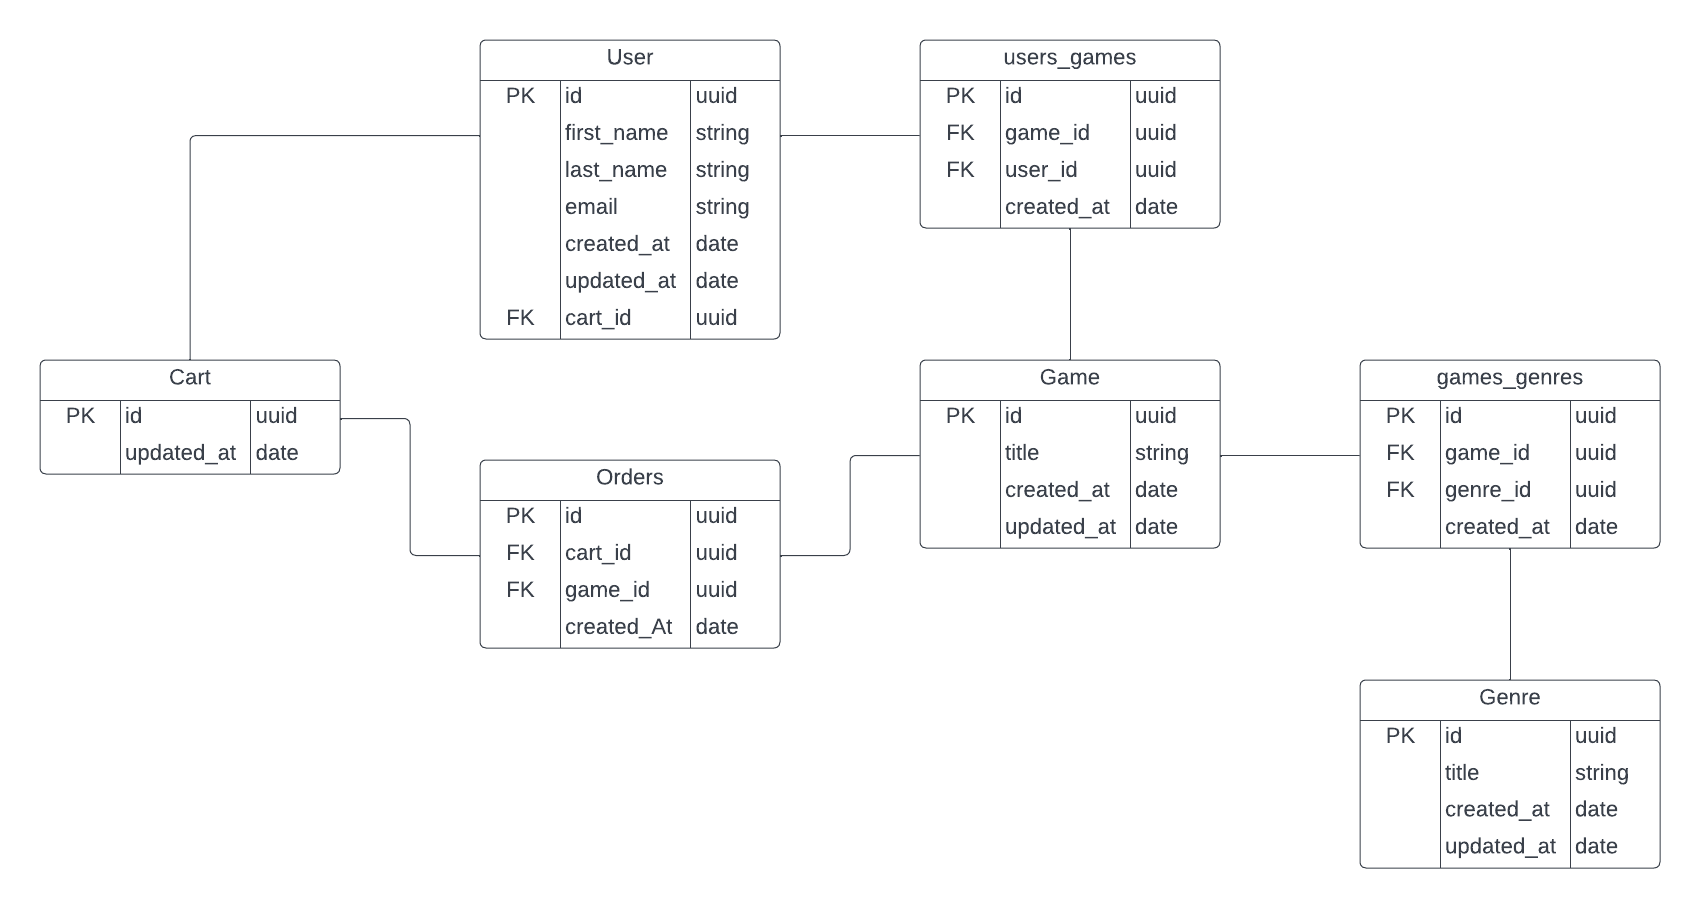 User
PK id uuid
first_name string
last_name string
email string
created_at date
updated_at date
FK cart_id uuid
users_games
PK id uuid
FK game_id uuid
FK user_id uuid
created_at date
Cart
PK id uuid
updated_at date
Orders
PK id uuid
FK cart_id uuid
FK game_id uuid
created_At date
Game
PK id uuid
title string
created_at date
updated_at date
games_genres
PK id uuid
FK game_id uuid
FK genre_id uuid
created_at date
Genre
PK id uuid
title string
created_at date
updated_at date